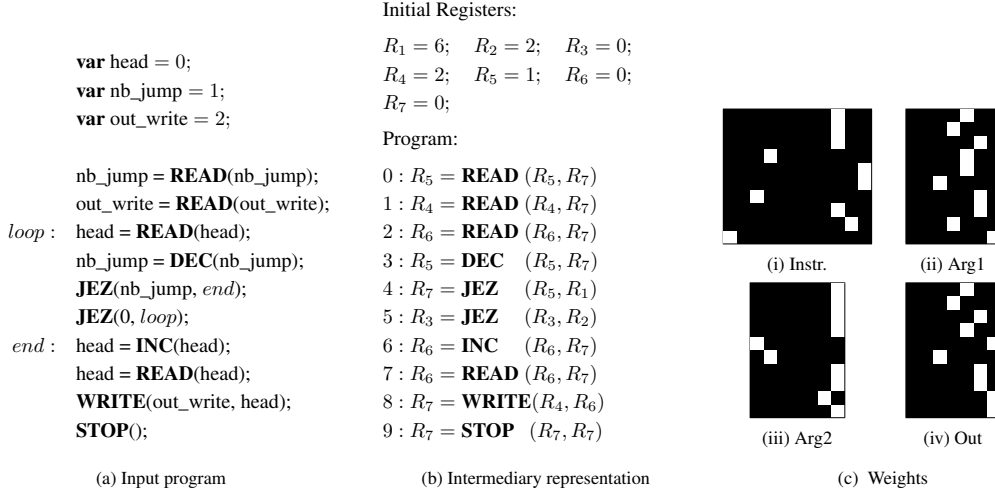 var head = 0;
var nb_jump = 1;
var out_write = 2;
nb_jump = READ(nb_jump);
out_write = READ(out_write);
loop : head = READ(head);
nb_jump = DEC(nb_jump);
JEZ(nb_jump, end);
JEZ(0, loop);
end : head = INC(head);
head = READ(head);
WRITE(out_write, head);
STOP();
(a) Input program
Initial Registers:
R1 = 6; R2 = 2; R3 = 0;
R4 = 2; R5 = 1; R6 = 0;
R7 = 0;
Program:
0 : R5 = READ (R5, R7)
1 : R4 = READ (R4, R7)
2 : R6 = READ (R6, R7)
3 : R5 = DEC (R5, R7)
4 : R7 = JEZ (R5, R1)
5 : R3 = JEZ (R3, R2)
6 : R6 = INC (R6, R7)
7 : R6 = READ (R6, R7)
8 : R7 = WRITE(R4, R6)
9 : R7 = STOP (R7, R7)
(b) Intermediary representation
(i) Instr.
(ii) Arg1
(iii) Arg2
(iv) Out
(c) Weights